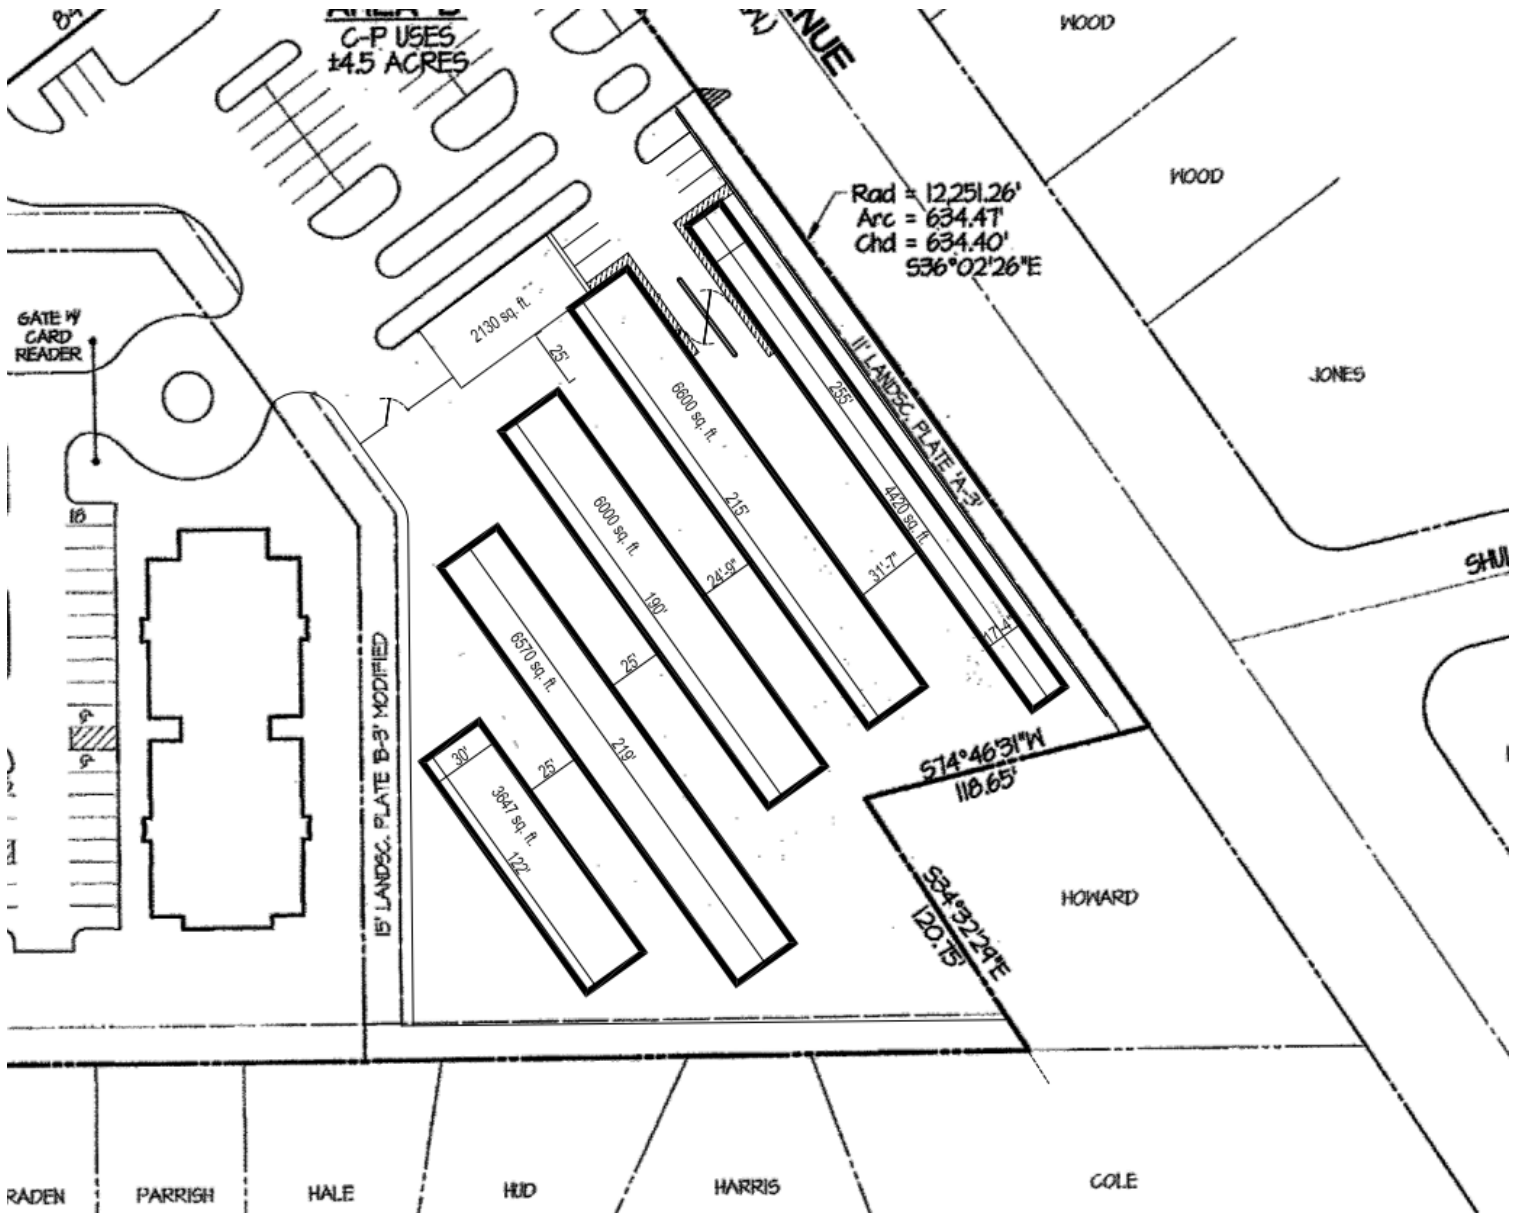 AREA B
C-P USES
±4.5 ACRES
WOOD
WOOD
Rad = 12,251.26'
Arc = 634.47'
Chd = 634.40'
S36°02'26"E
GATE W/
CARD
READER
2130 sq. ft.
25'
JONES
11' LANDSC. PLATE 'A-3'
255'
6600 sq. ft.
4420 sq. ft.
215'
6000 sq. ft.
18
31'-7"
24'-9"
190'
17'-4"
6570 sq. ft.
25'
15' LANDSC. PLATE 'B-3' MODIFIED
219'
30'
25'
3647 sq. ft.
122'
S74°46'31"W
118.65'
S34°32'29"E
120.75'
HOWARD
PARRISH
HALE
HUD
HARRIS
COLE